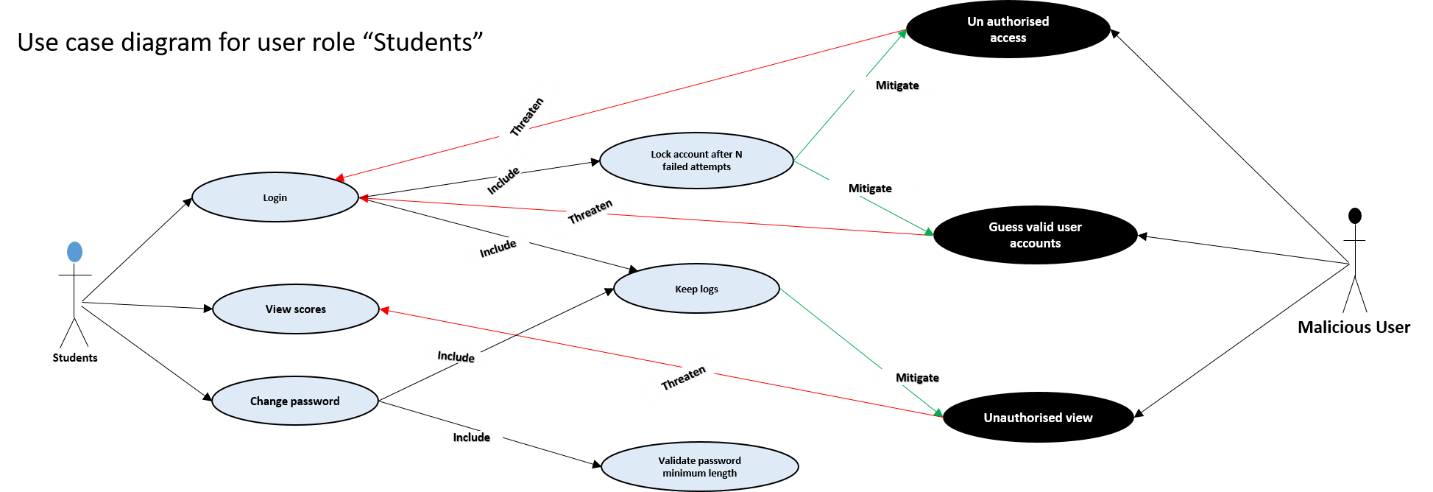 Use case diagram for user role “Students”
Un authorised
access
Mitigate
Threaten
Lock account after N
failed attempts
Include
Mitigate
Login
Threaten
Guess valid user
accounts
Include
Keep logs
View scores
Malicious User
Students
Include
Threaten
Mitigate
Change password
Unauthorised view
Include
Validate password
minimum length